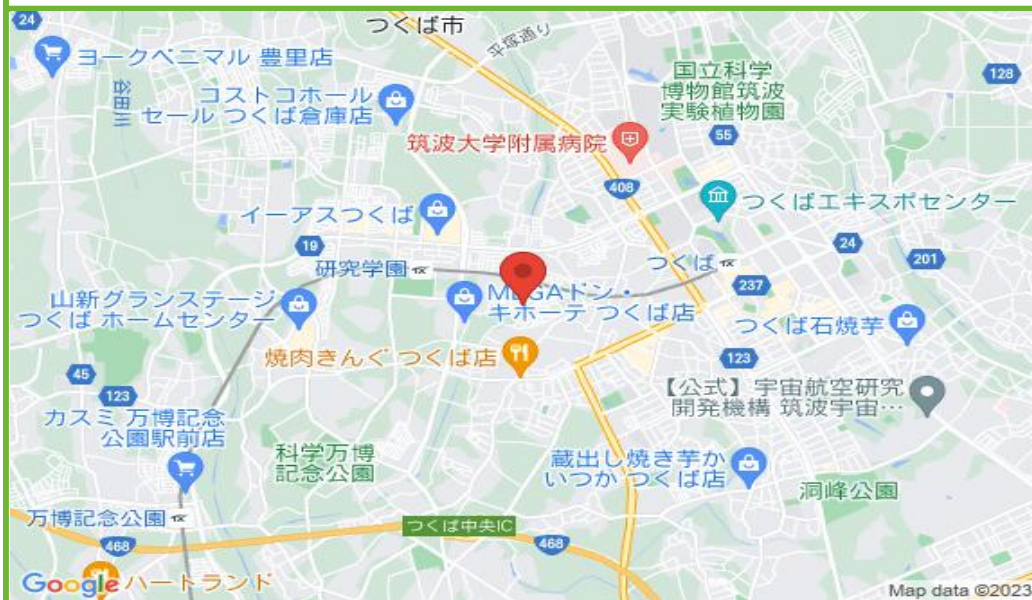 24
つくば市
平塚通り
ヨークベニマル 豊里店
谷田川
コストコホール
セール つくば倉庫店
国立科学
博物館筑波
実験植物園
128
55
筑波大学附属病院
408
イーアスつくば
つくばエキスポセンター
19
研究学園
つくば
24
201
237
山新グランステージ
つくば ホームセンター
MEGAドン・
キホーテ つくば店
つくば石焼芋
焼肉きんぐ つくば店
123
45
123
【公式】宇宙航空研究
開発機構 筑波宇宙…
カスミ 万博記念
公園駅前店
科学万博
記念公園
蔵出し焼き芋か
いつか つくば店
洞峰公園
万博記念公園
つくば中央IC
468
468
Google
ハートランド
Map data ©2023